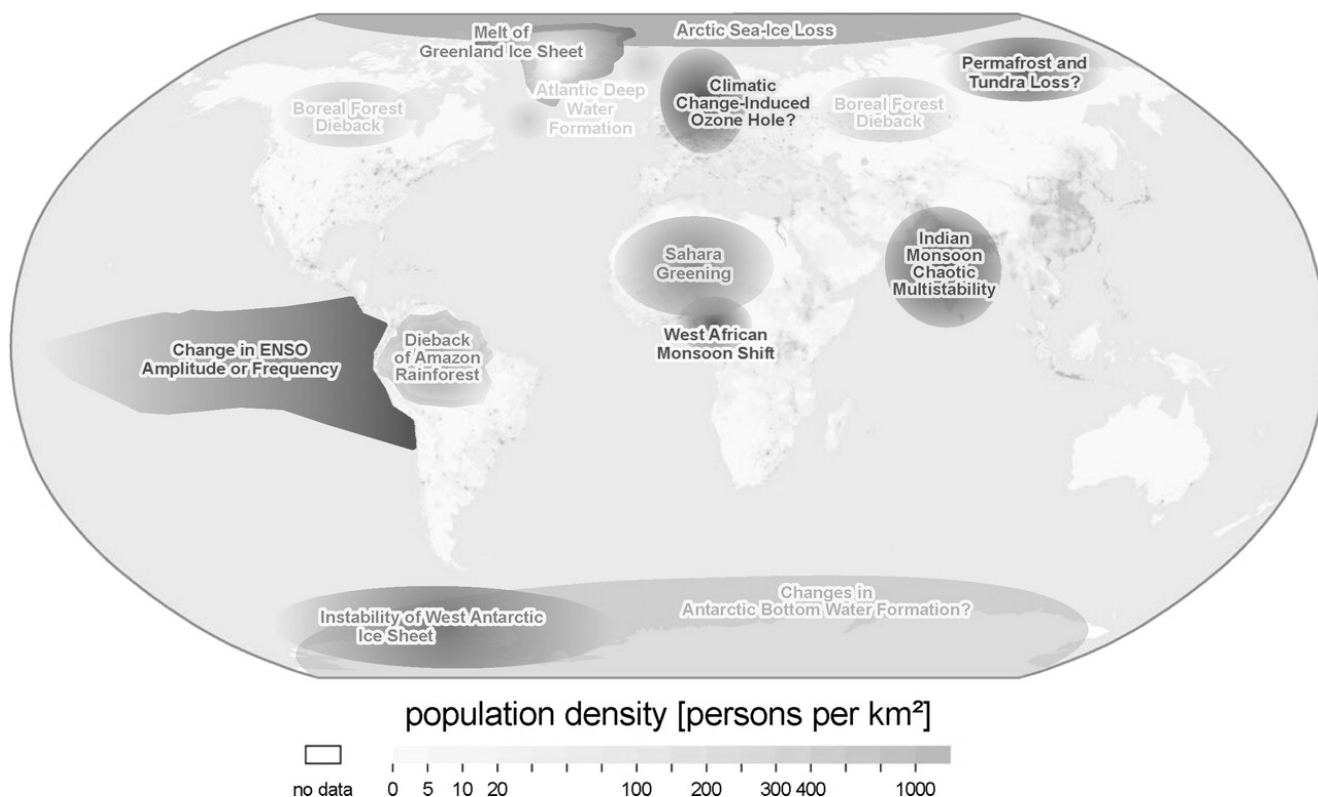 Melt of
Greenland Ice Sheet
Arctic Sea-Ice Loss
Permafrost and
Tundra Loss?
Climatic
Change-Induced
Ozone Hole?
Atlantic Deep
Water
Formation
Boreal Forest
Dieback
Boreal Forest
Dieback
Sahara
Greening
Indian
Monsoon
Chaotic
Multistability
West African
Monsoon Shift
Change in ENSO
Amplitude or Frequency
Dieback
of Amazon
Rainforest
Instability of West Antarctic
Ice Sheet
Changes in
Antarctic Bottom Water Formation?
population density [persons per km²]
no data 0 5 10 20 100 200 300 400 1000